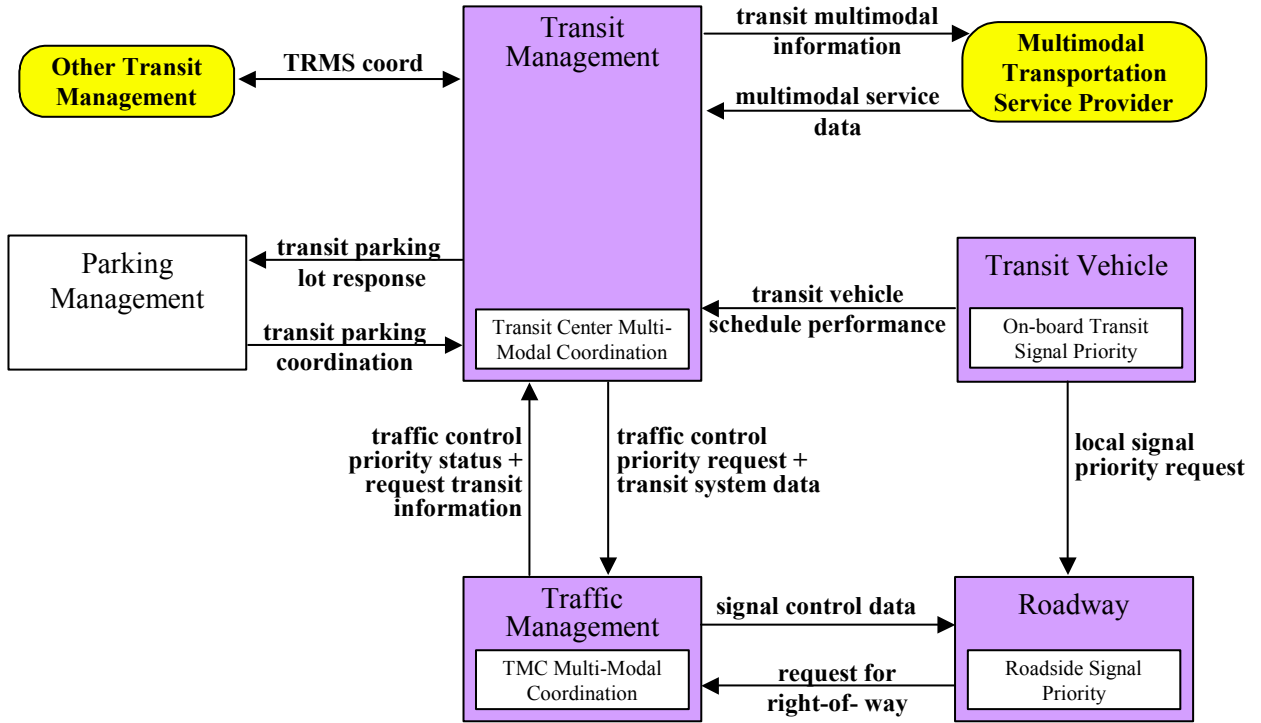 Transit
Management
transit multimodal
information
Multimodal
Transportation
Service Provider
Other Transit
Management
TRMS coord
multimodal service
data
Parking
Management
transit parking
lot response
transit parking
coordination
Transit Center Multi-
Modal Coordination
transit vehicle
schedule performance
Transit Vehicle
On-board Transit
Signal Priority
traffic control
priority status +
request transit
information
traffic control
priority request +
transit system data
local signal
priority request
Traffic
Management
TMC Multi-Modal
Coordination
signal control data
request for
right-of- way
Roadway
Roadside Signal
Priority